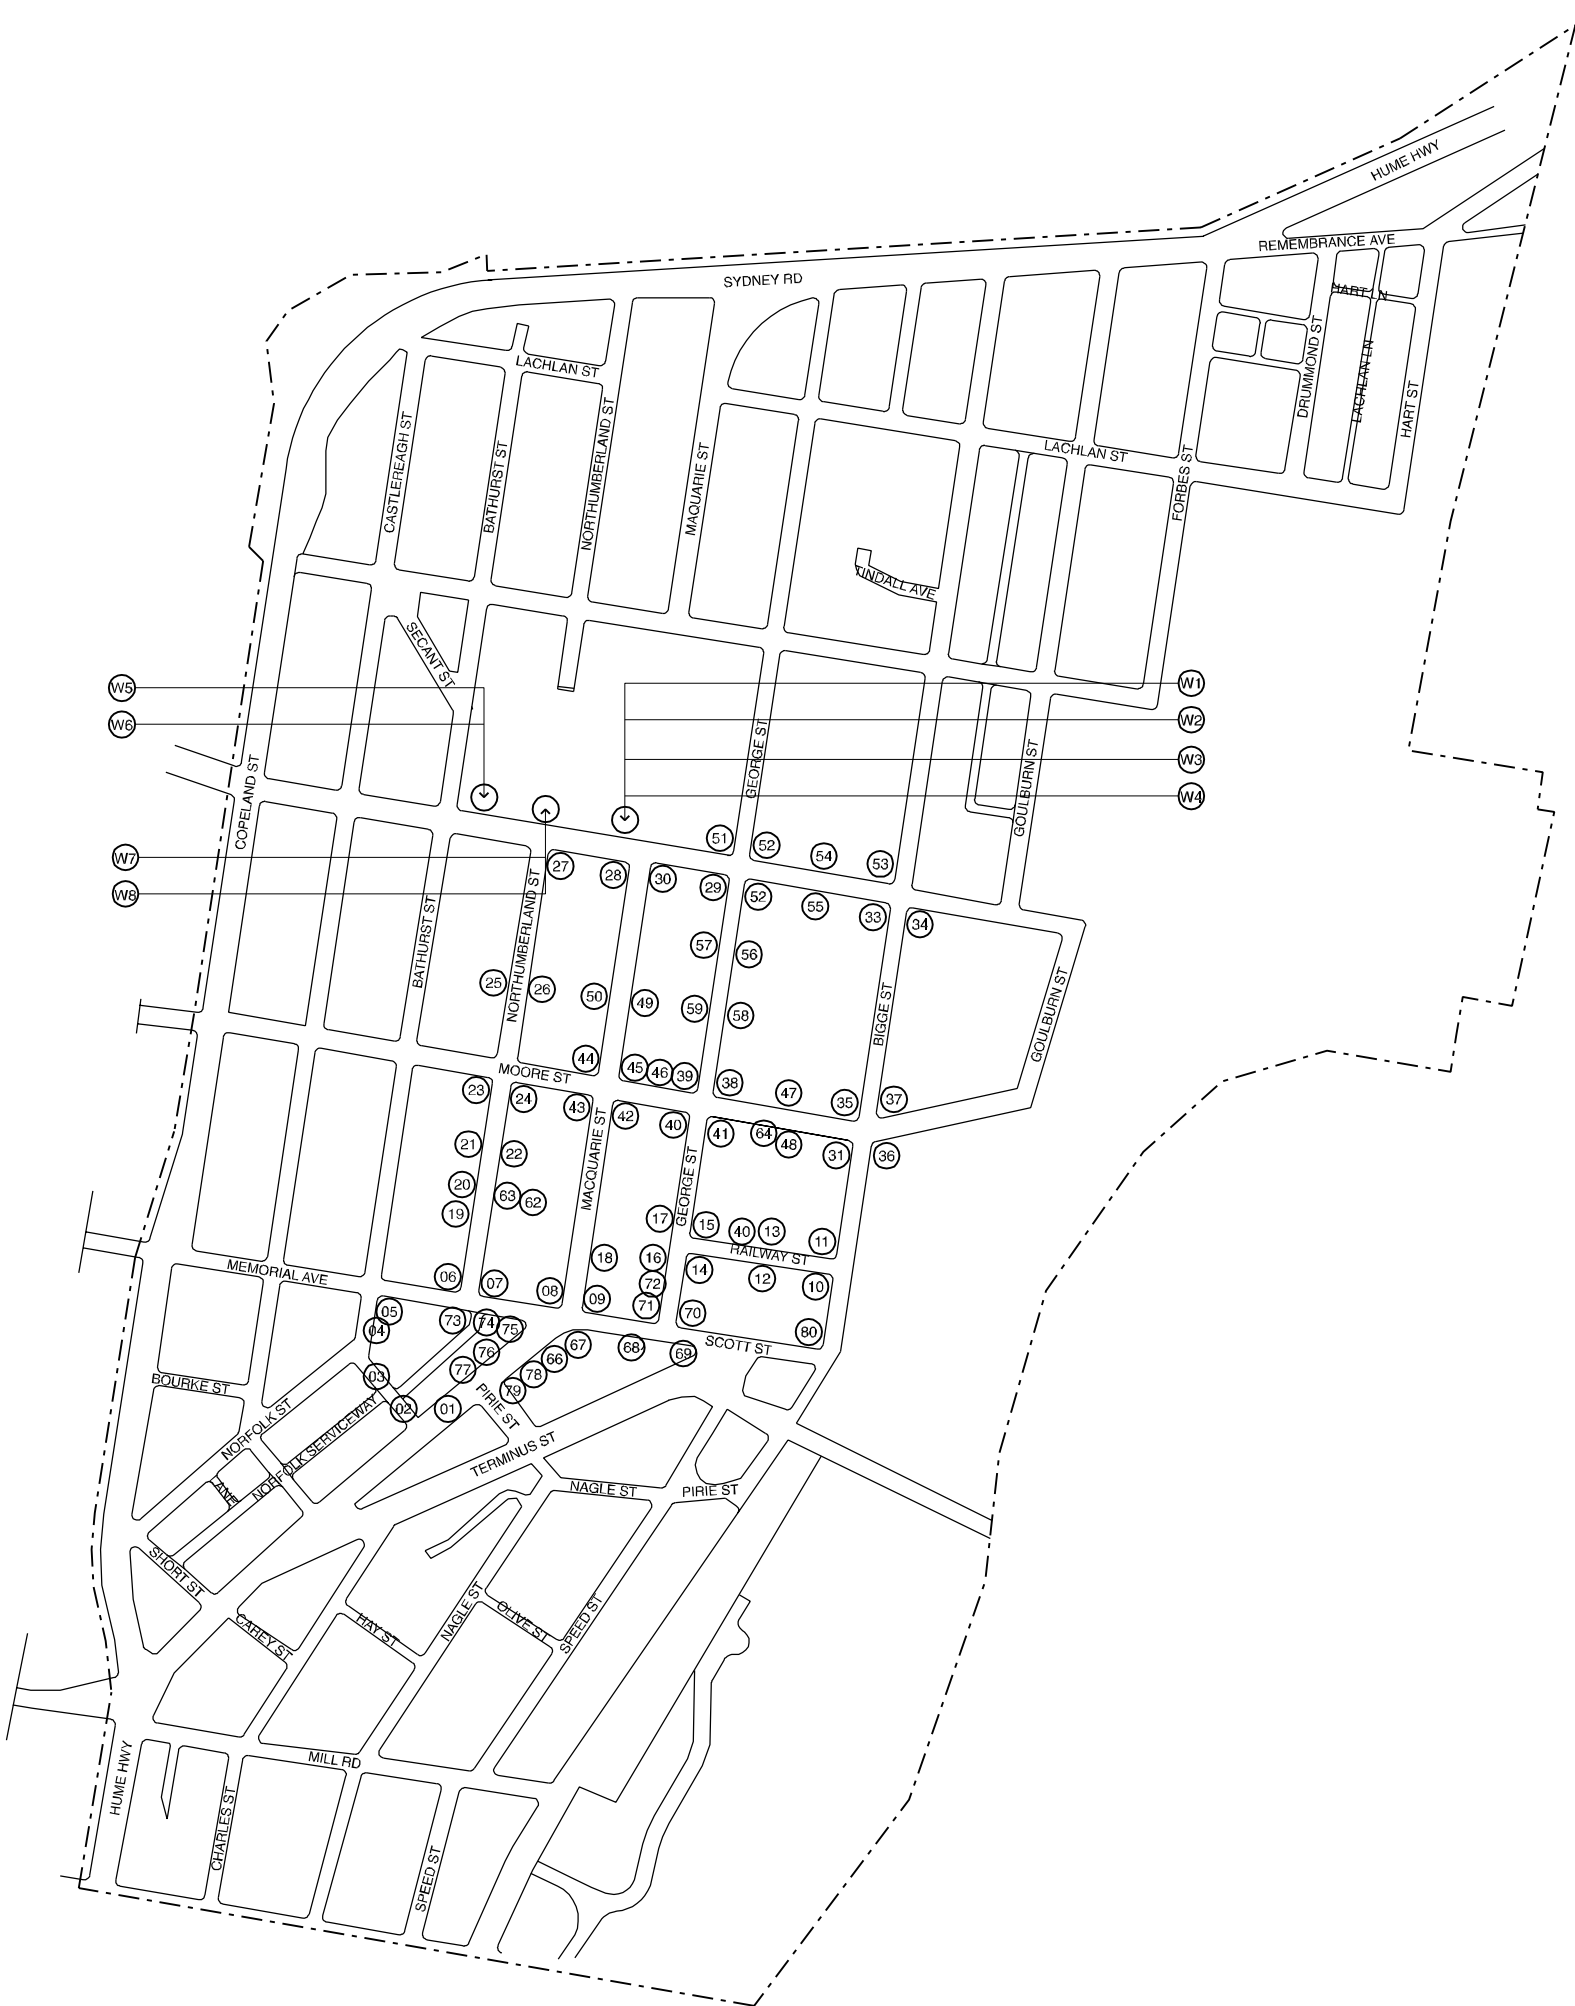 HUME HWY
REMEMBRANCE AVE
SYDNEY RD
HART LN
LACHLAN ST
DRUMMOND ST
LACHLAN LN
HART ST
CASTLEREAGH ST
BATHURST ST
NORTHUMBERLAND ST
MAQUARIE ST
LACHLAN ST
FORBES ST
TINDALL AVE
SECANT ST
W5
W1
W6
W2
GEORGE ST
W3
GOULBURN ST
W4
COPELAND ST
51
52
54
53
W7
27
28
30
29
W8
52
55
33
34
BATHURST ST
NORTHUMBERLAND ST
57
56
25
26
50
49
59
58
BIGGE ST
GOULBURN ST
44
45
46
39
38
47
35
37
MOORE ST
23
24
43
42
40
41
64
48
31
36
21
22
MACQUARIE ST
GEORGE ST
20
63
62
19
17
15
40
13
11
RAILWAY ST
18
16
14
12
10
MEMORIAL AVE
06
07
08
09
72
71
70
80
05
04
73
74
75
67
68
69
SCOTT ST
76
66
03
77
78
79
BOURKE ST
02
01
PIRIE ST
NORFOLK ST
NORFOLK SERVICEWAY
TERMINUS ST
LANE
NAGLE ST
PIRIE ST
SHORT ST
CAREY ST
HAY ST
NAGLE ST
OLIVE ST
SPEED ST
MILL RD
HUME HWY
CHARLES ST
SPEED ST